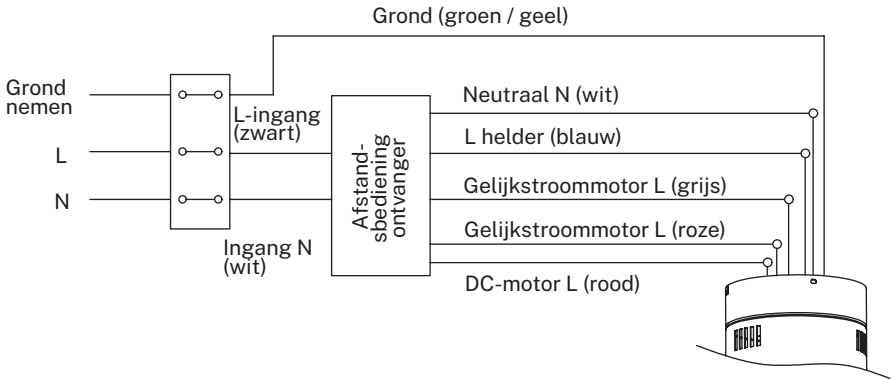 Grond (groen / geel)
Grond
nemen
L-ingang
(zwart)
L
N
Ingang N
(wit)
Afstand-
sbediening
ontvanger
Neutraal N (wit)
L helder (blauw)
Gelijkstroommotor L (grijs)
Gelijkstroommotor L (roze)
DC-motor L (rood)